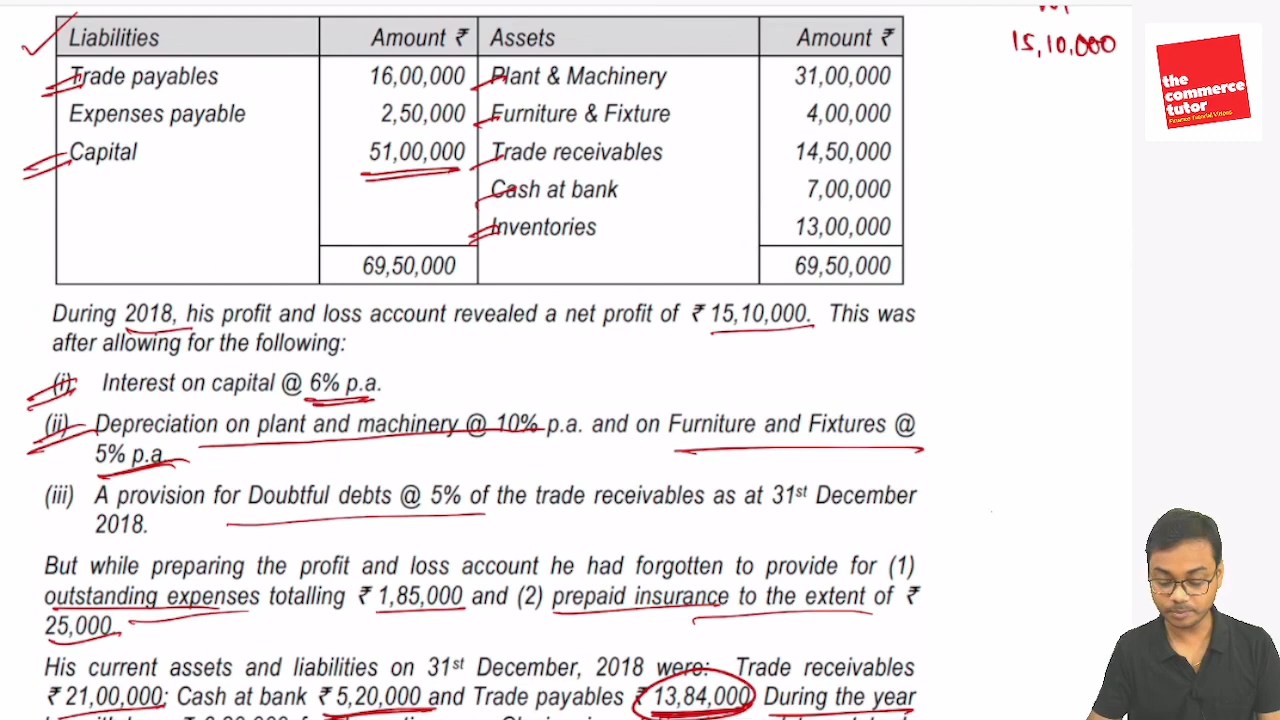 Liabilities Amount ₹ Assets Amount ₹
Trade payables 16,00,000 Plant & Machinery 31,00,000
Expenses payable 2,50,000 Furniture & Fixture 4,00,000
Capital 51,00,000 Trade receivables 14,50,000
Cash at bank 7,00,000
Inventories 13,00,000
69,50,000 69,50,000
During 2018, his profit and loss account revealed a net profit of ₹ 15,10,000. This was
after allowing for the following:
(i) Interest on capital @ 6% p.a.
(ii) Depreciation on plant and machinery @ 10% p.a. and on Furniture and Fixtures @
5% p.a.
(iii) A provision for Doubtful debts @ 5% of the trade receivables as at 31st December
2018.
But while preparing the profit and loss account he had forgotten to provide for (1)
outstanding expenses totalling ₹ 1,85,000 and (2) prepaid insurance to the extent of ₹
25,000.
His current assets and liabilities on 31st December, 2018 were: Trade receivables
₹ 21,00,000; Cash at bank ₹ 5,20,000 and Trade payables ₹ 13,84,000 During the year
15,10,000
the
commerce
tutor